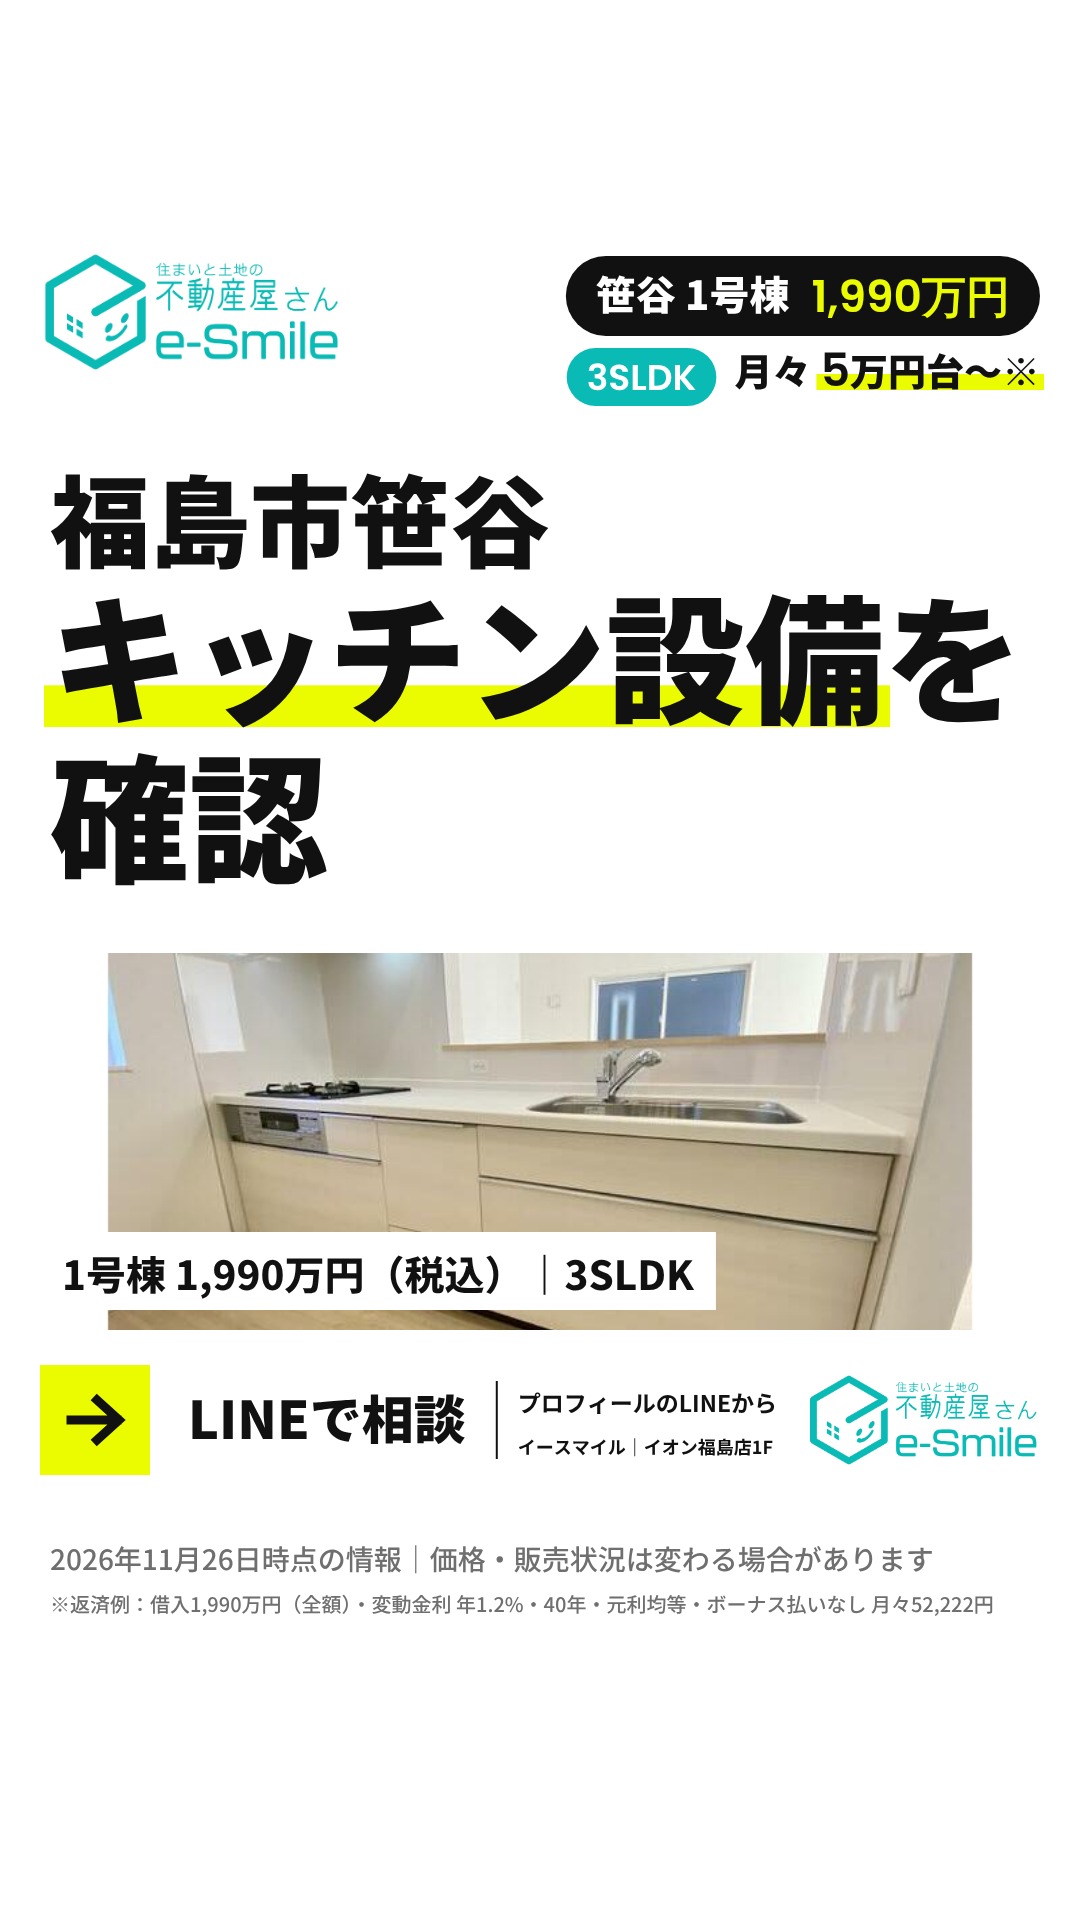 住まいと土地の
不動産屋さん
e-Smile
笹谷 1号棟 1,990万円
3SLDK 月々 5万円台〜※
福島市笹谷
キッチン設備を
確認
1号棟 1,990万円（税込）｜3SLDK
→ LINEで相談
プロフィールのLINEから
イースマイル｜イオン福島店1F
住まいと土地の
不動産屋さん
e-Smile
2026年11月26日時点の情報｜価格・販売状況は変わる場合があります
※返済例：借入1,990万円（全額）・変動金利 年1.2%・40年・元利均等・ボーナス払いなし 月々52,222円